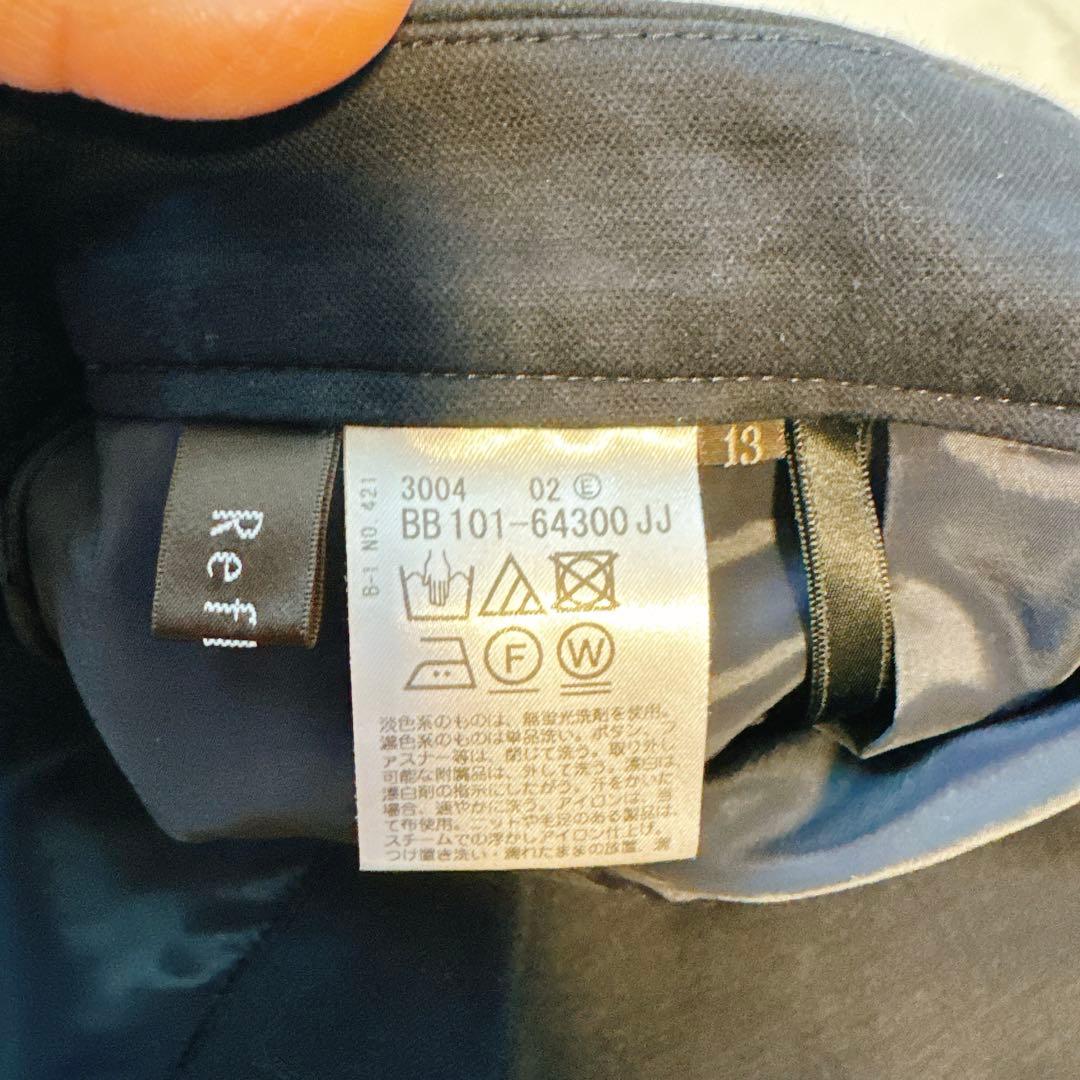 Refl
13
B-1 NO. 421
3004 02 Ⓔ
BB 101-64300 JJ
F W
淡色系のものは、無蛍光洗剤を使用。
濃色系のものは単品洗い。ボタン、フ
アスナー等は、閉じて洗う。取り外し
可能な附属品は、外して洗う。漂白は
漂白剤の指示にしたがう。汗をかいた
場合、速やかに洗う。アイロンは、当
て布使用。ニットや毛足のある製品は、
スチームでの浮かしアイロン仕上げ。
つけ置き洗い・濡れたままの放置、濡